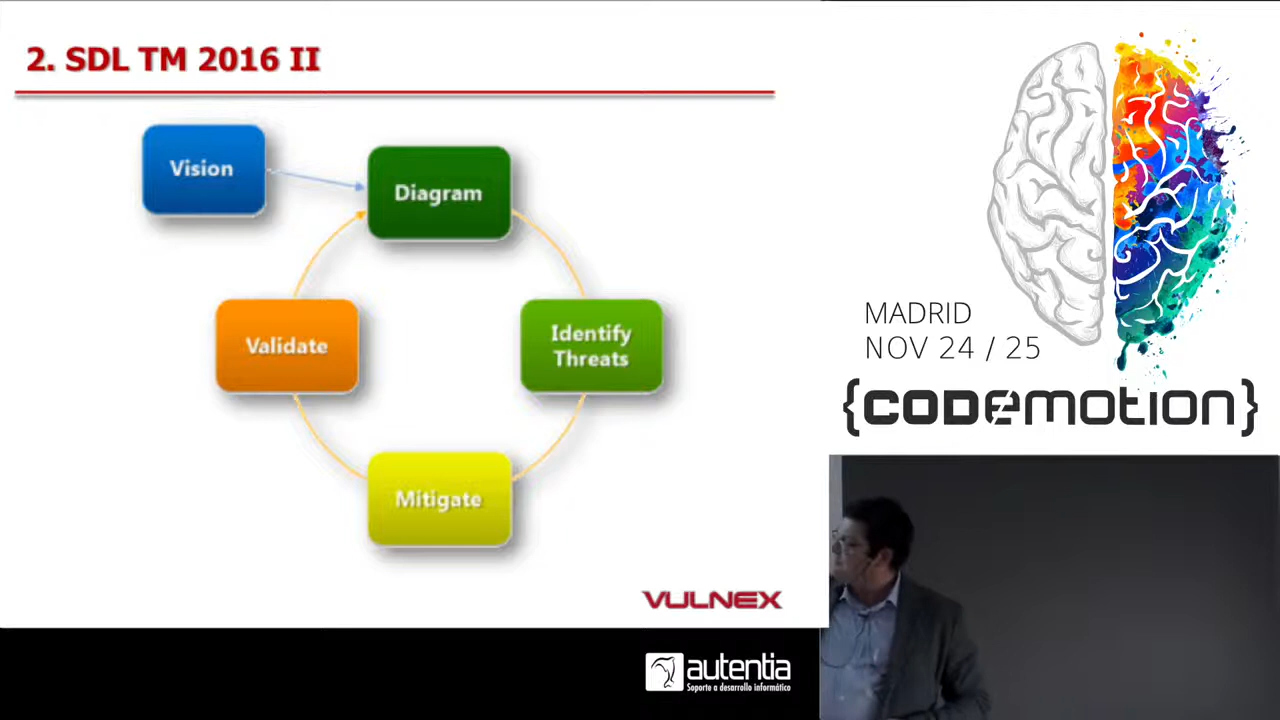 2. SDL TM 2016 II
Vision
Diagram
Validate
Identify
Threats
Mitigate
VULNEX
MADRID
NOV 24 / 25
{CODEMOTION}
autentia
Soporte a desarrollo informático